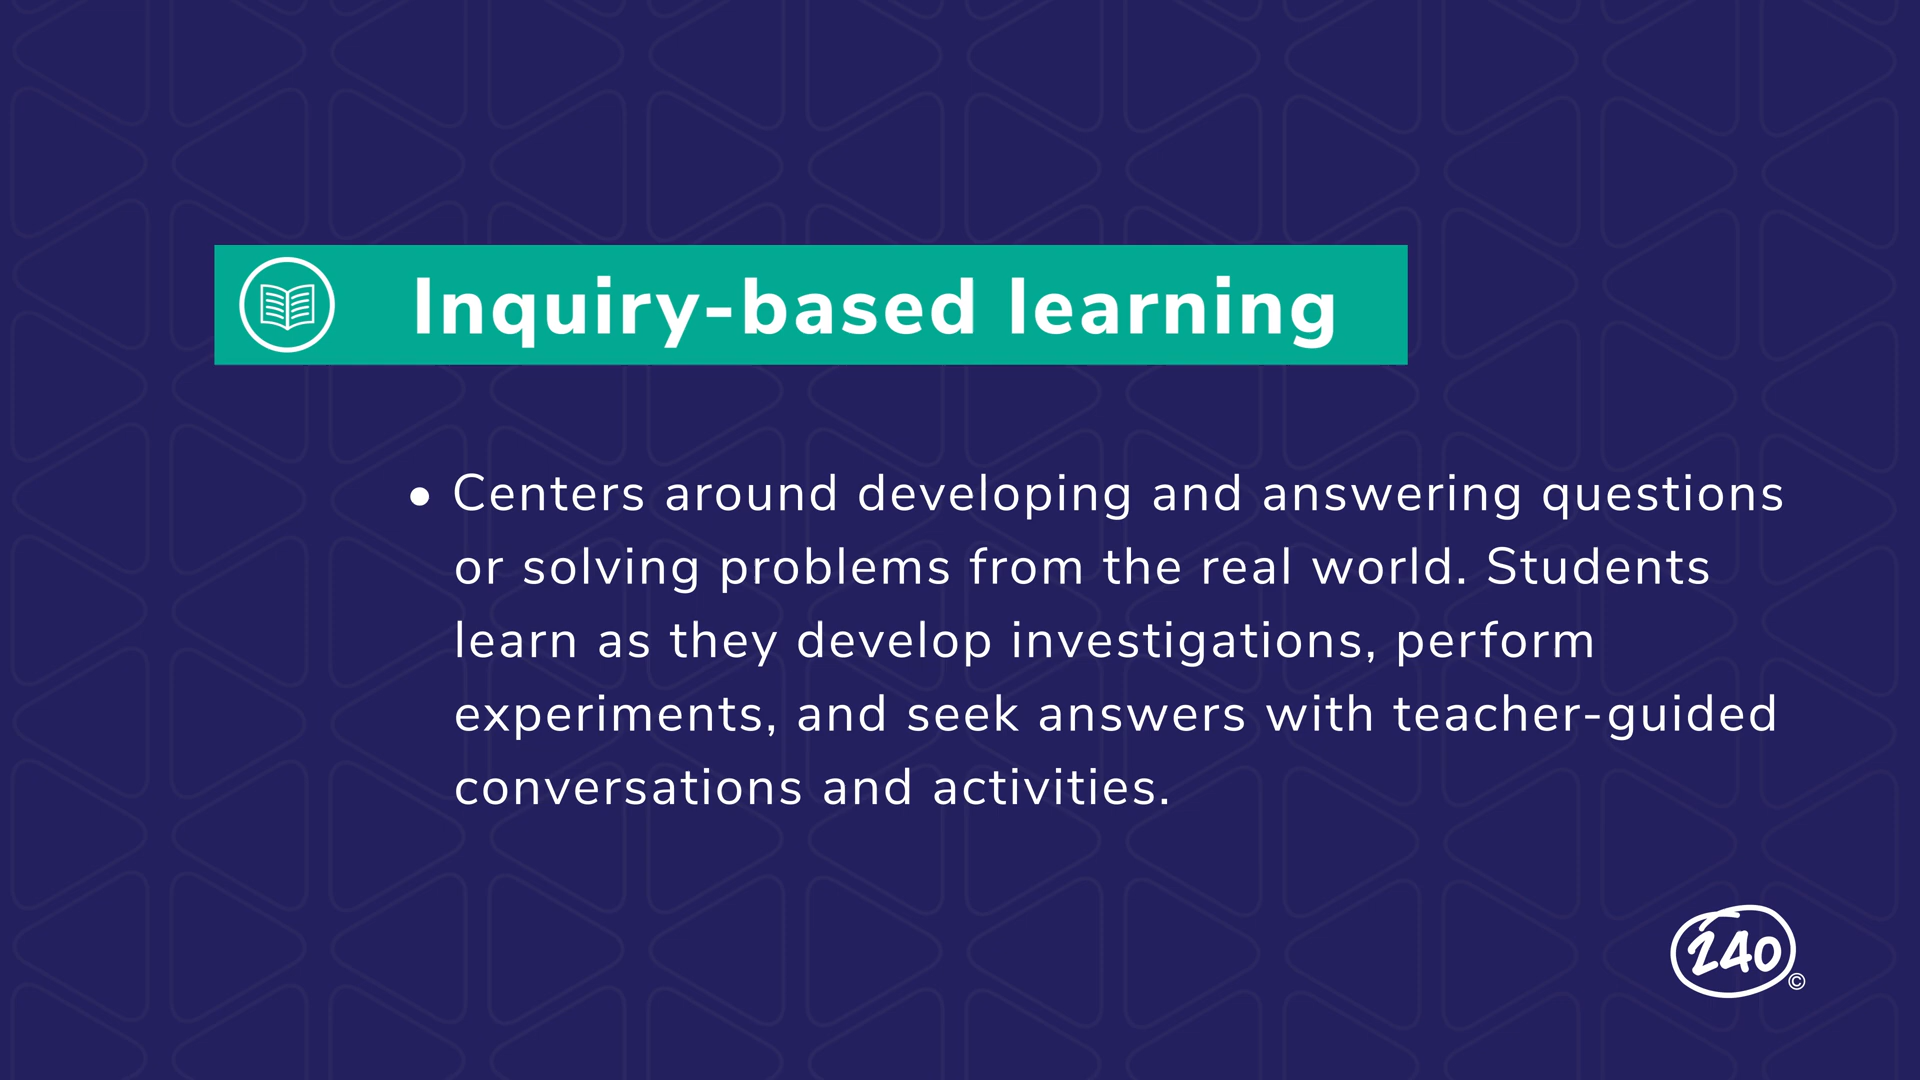 Inquiry-based learning
• Centers around developing and answering questions
or solving problems from the real world. Students
learn as they develop investigations, perform
experiments, and seek answers with teacher-guided
conversations and activities.
240
©